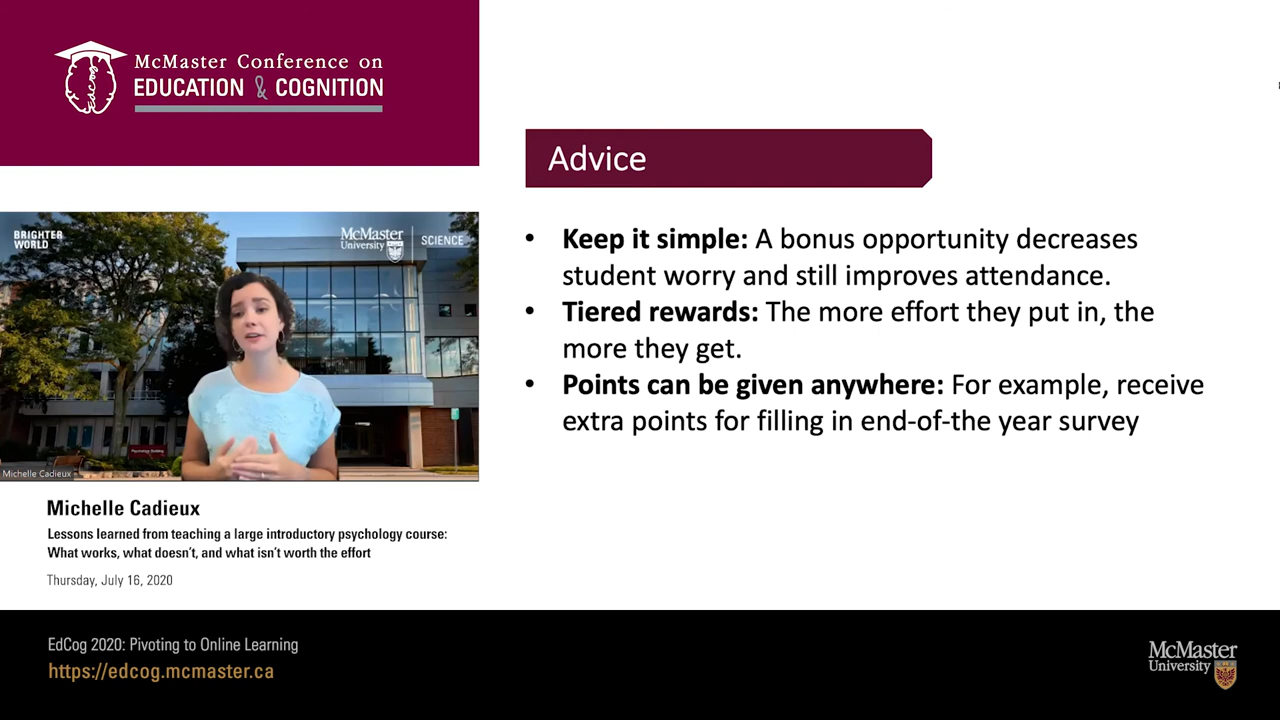 McMaster Conference on
EDUCATION & COGNITION
edcog
BRIGHTER
WORLD
McMaster
University
SCIENCE
Psychology Building
Michelle Cadieux
Michelle Cadieux
Lessons learned from teaching a large introductory psychology course:
What works, what doesn't, and what isn't worth the effort
Thursday, July 16, 2020
Advice
• Keep it simple: A bonus opportunity decreases
student worry and still improves attendance.
• Tiered rewards: The more effort they put in, the
more they get.
• Points can be given anywhere: For example, receive
extra points for filling in end-of-the year survey
EdCog 2020: Pivoting to Online Learning
https://edcog.mcmaster.ca
McMaster
University